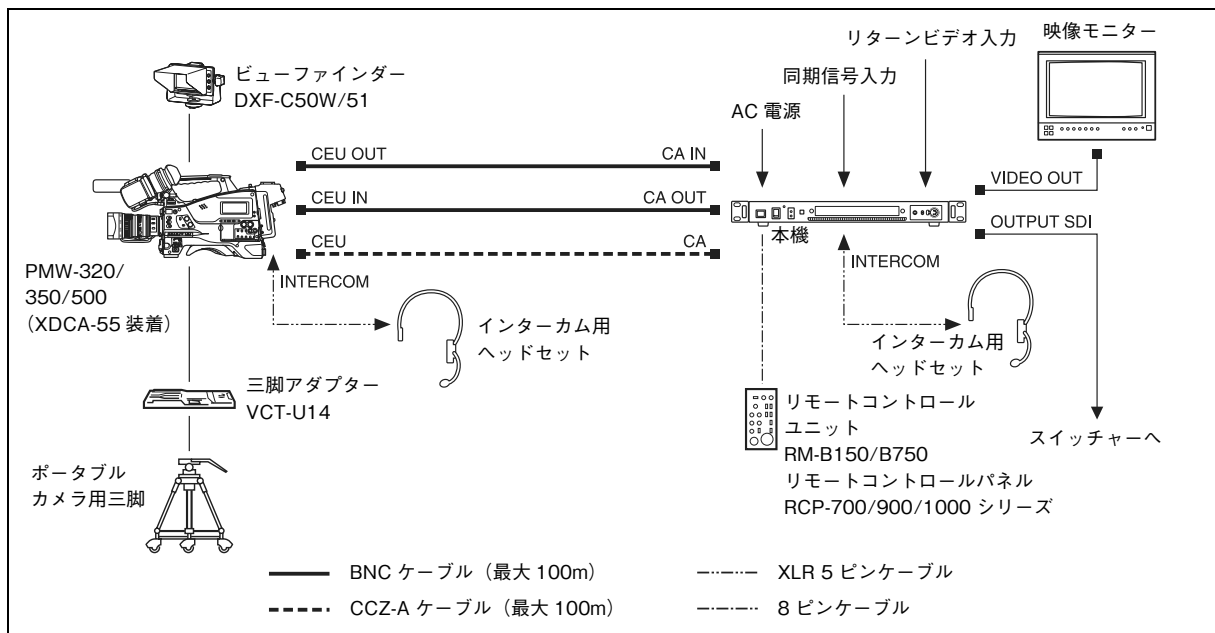 ビューファインダー
DXF-C50W/51
リターンビデオ入力
映像モニター
同期信号入力
AC 電源
CEU OUT
CA IN
CEU IN
CA OUT
CEU
CA
VIDEO OUT
本機
OUTPUT SDI
INTERCOM
INTERCOM
PMW-320/
350/500
(XDCA-55 装着)
インターカム用
ヘッドセット
インターカム用
ヘッドセット
三脚アダプター
VCT-U14
リモートコントロール
ユニット
RM-B150/B750
リモートコントロールパネル
RCP-700/900/1000 シリーズ
スイッチャーへ
ポータブル
カメラ用三脚
BNC ケーブル（最大 100m）
XLR 5 ピンケーブル
CCZ-A ケーブル（最大 100m）
8 ピンケーブル